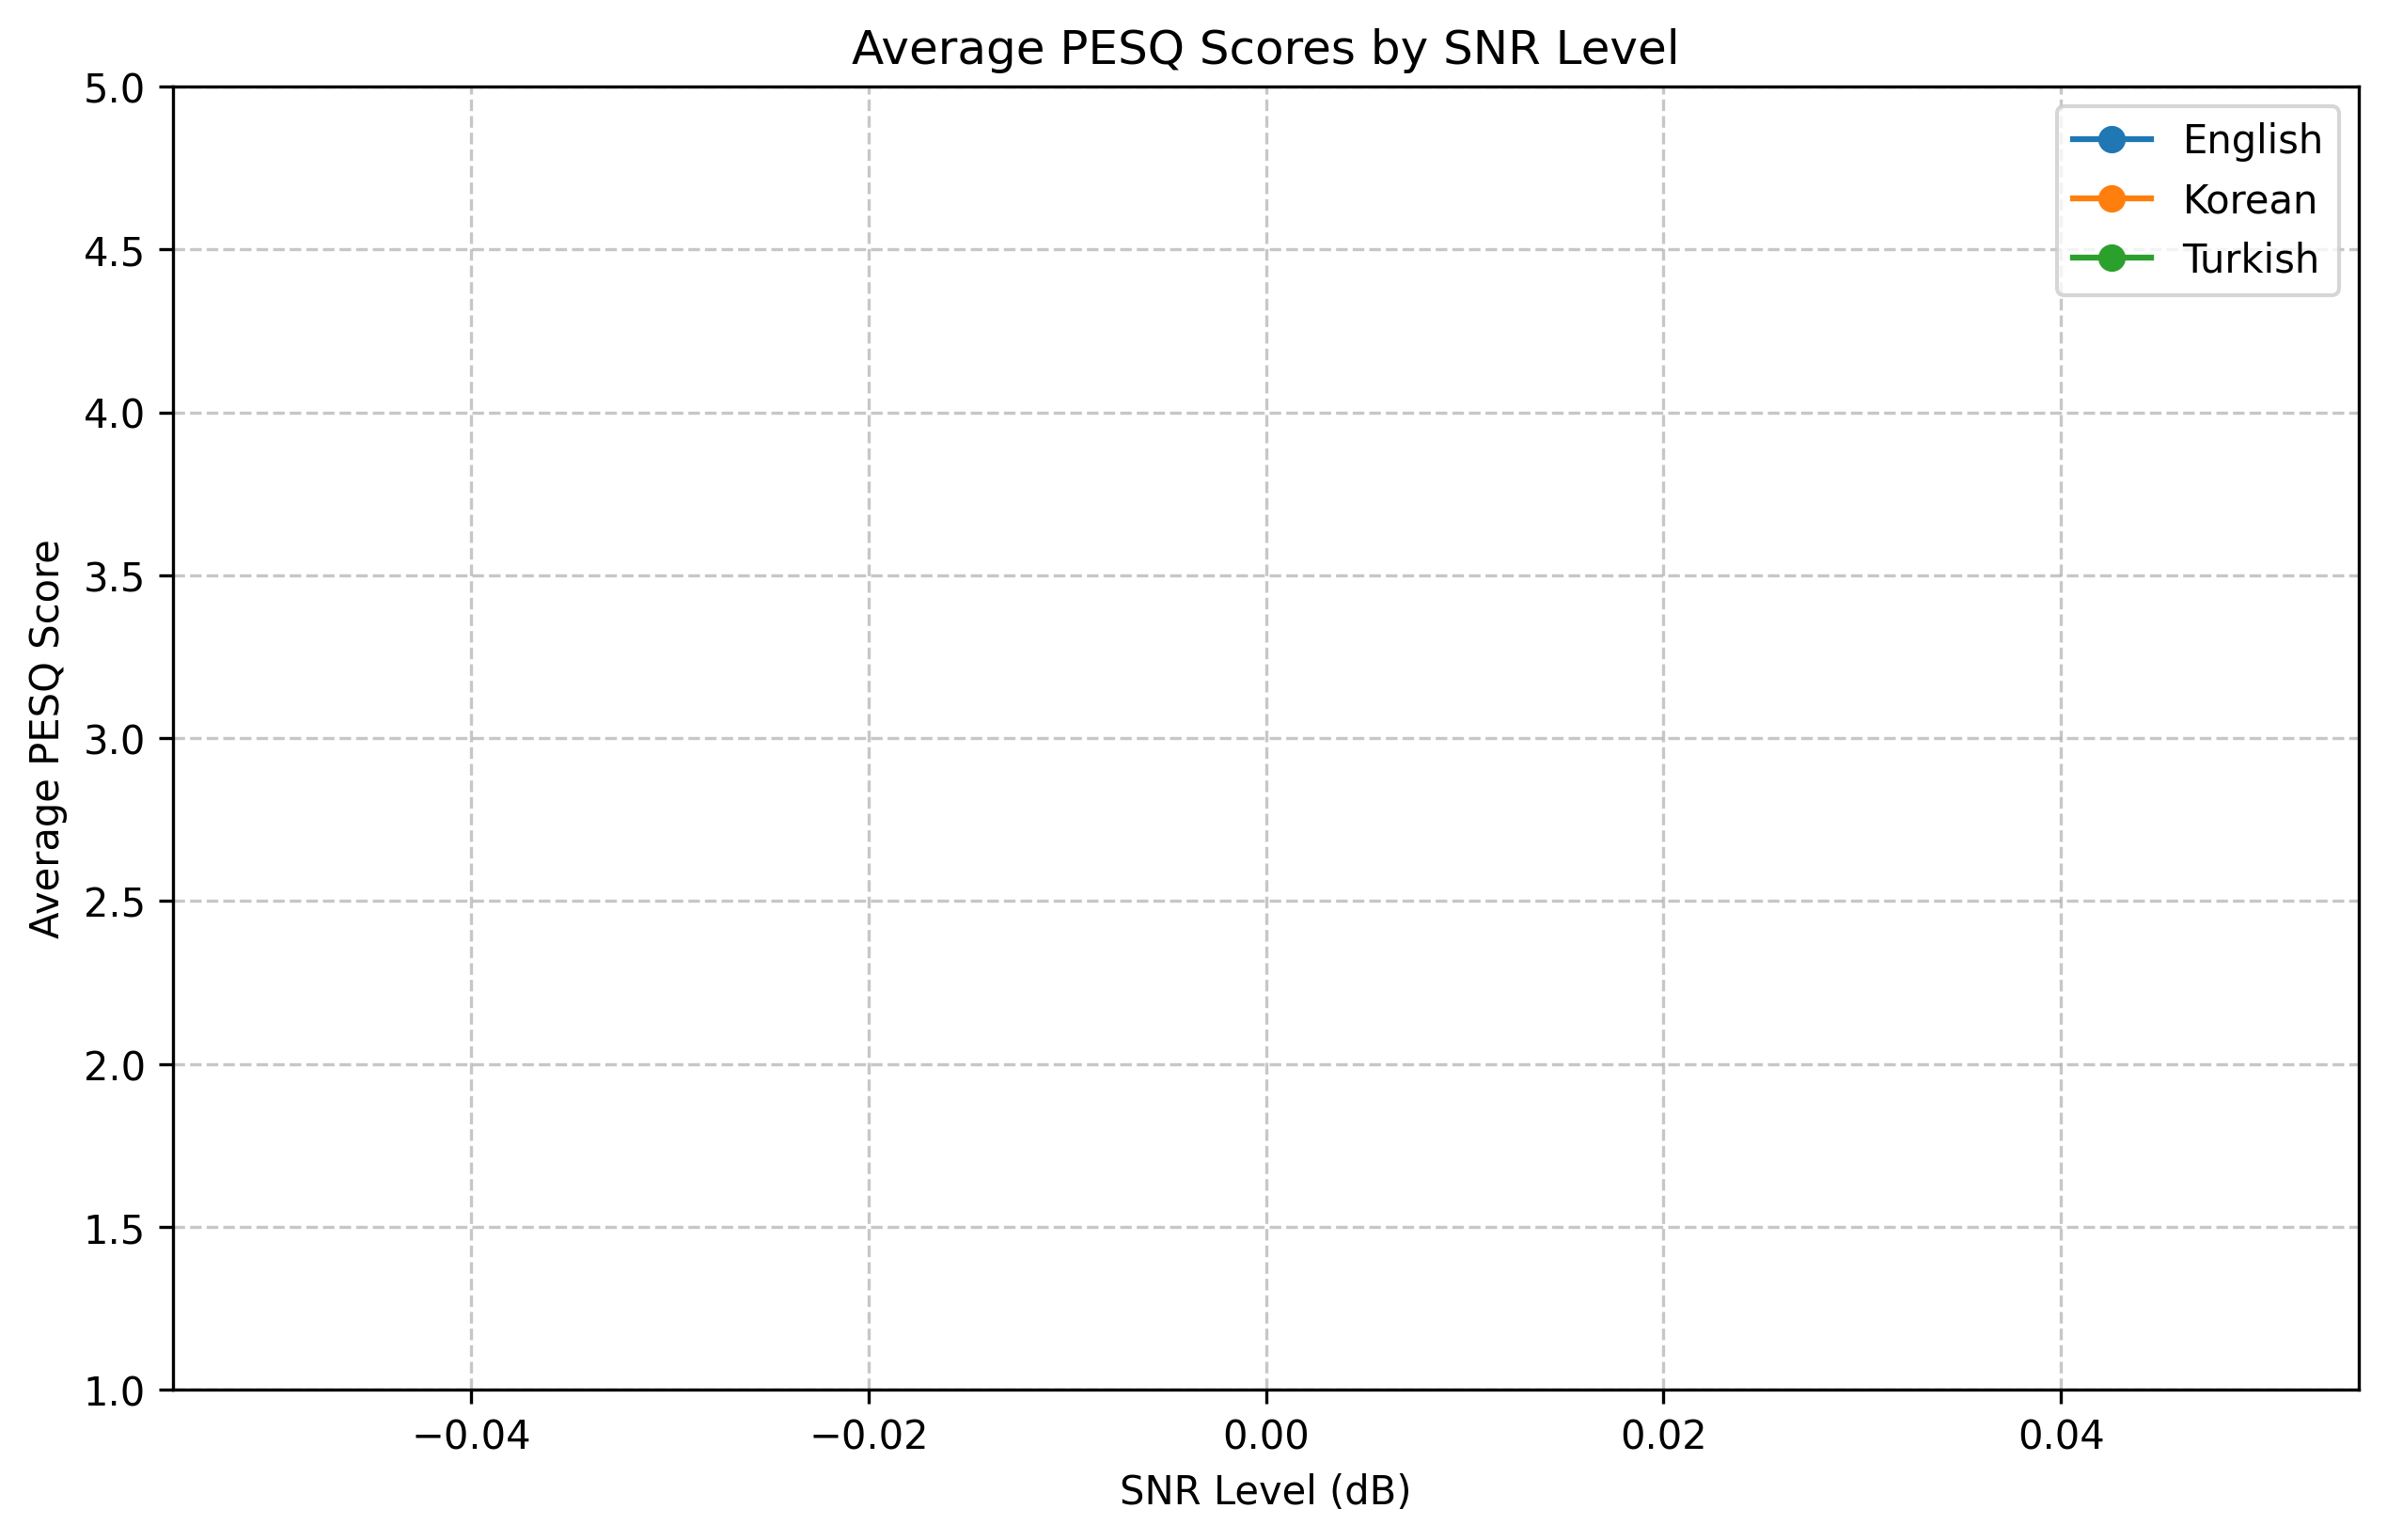 Average PESQ Scores by SNR Level
5.0
4.5
4.0
3.5
3.0
2.5
2.0
1.5
1.0
Average PESQ Score
English
Korean
Turkish
−0.04
−0.02
0.00
0.02
0.04
SNR Level (dB)